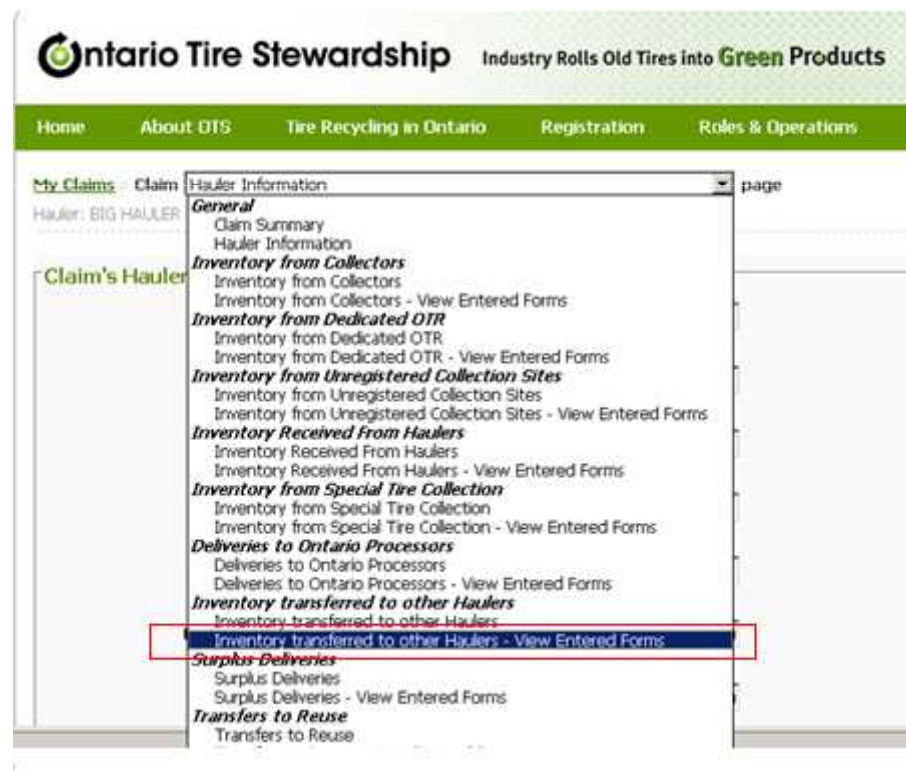 Ontario Tire Stewardship Industry Rolls Old Tires into Green Products
Home About OTS Tire Recycling in Ontario Registration Roles & Operations
My Claims Claim Hauler Information page
Hauler: BIG HAULER
General
Claim Summary
Hauler Information
Inventory from Collectors
Claim's Hauler
Inventory from Collectors
Inventory from Collectors - View Entered Forms
Inventory from Dedicated OTR
Inventory from Dedicated OTR
Inventory from Dedicated OTR - View Entered Forms
Inventory from Unregistered Collection Sites
Inventory from Unregistered Collection Sites
Inventory from Unregistered Collection Sites - View Entered Forms
Inventory Received From Haulers
Inventory Received From Haulers
Inventory Received From Haulers - View Entered Forms
Inventory from Special Tire Collection
Inventory from Special Tire Collection
Inventory from Special Tire Collection - View Entered Forms
Deliveries to Ontario Processors
Deliveries to Ontario Processors
Deliveries to Ontario Processors - View Entered Forms
Inventory transferred to other Haulers
Inventory transferred to other Haulers
Inventory transferred to other Haulers - View Entered Forms
Surplus Deliveries
Surplus Deliveries
Surplus Deliveries - View Entered Forms
Transfers to Reuse
Transfers to Reuse